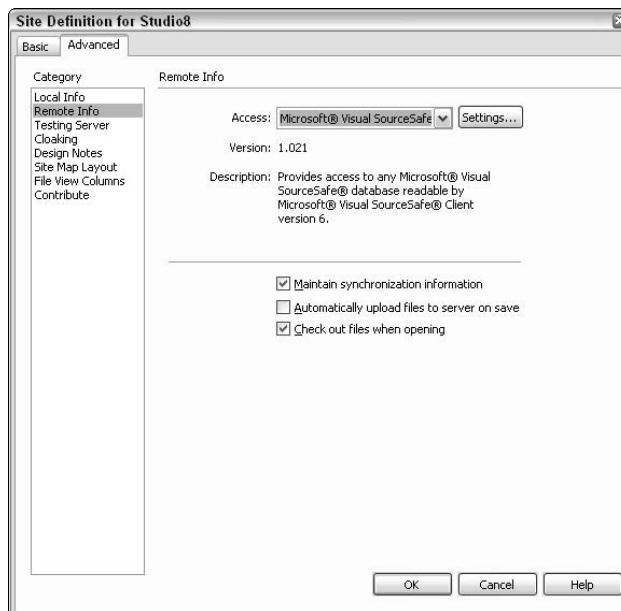 Site Definition for Studio8
Basic
Advanced
Category
Local Info
Remote Info
Testing Server
Cloaking
Design Notes
Site Map Layout
File View Columns
Contribute
Remote Info
Access: Microsoft® Visual SourceSafe
Settings...
Version: 1.021
Description: Provides access to any Microsoft® Visual
SourceSafe® database readable by
Microsoft® Visual SourceSafe® Client
version 6.
Maintain synchronization information
Automatically upload files to server on save
Check out files when opening
OK
Cancel
Help